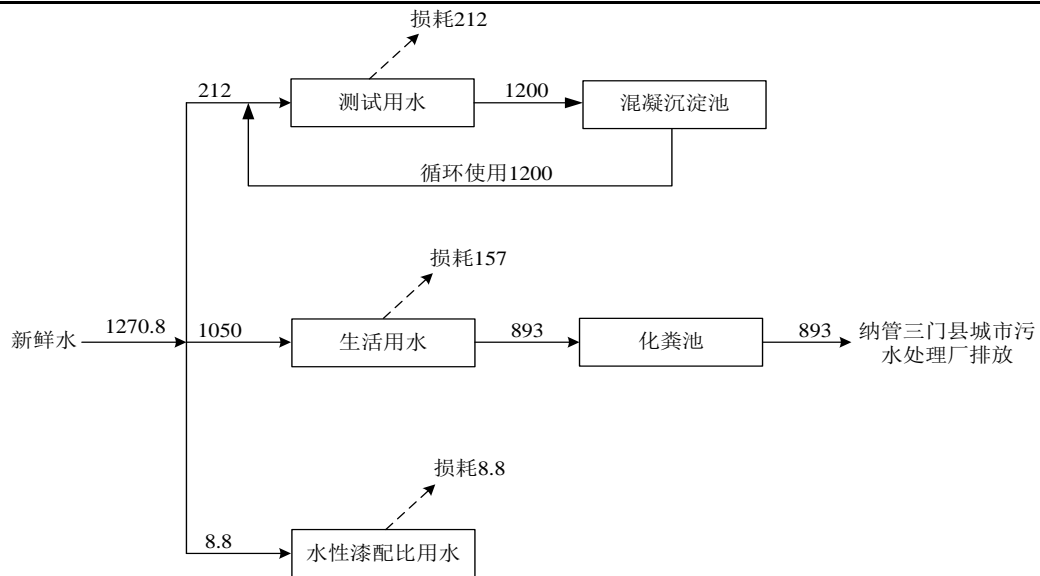 损耗212
212
测试用水
1200
混凝沉淀池
循环使用1200
损耗157
新鲜水
1270.8
1050
生活用水
893
化粪池
893
纳管三门县城市污
水处理厂排放
损耗8.8
8.8
水性漆配比用水